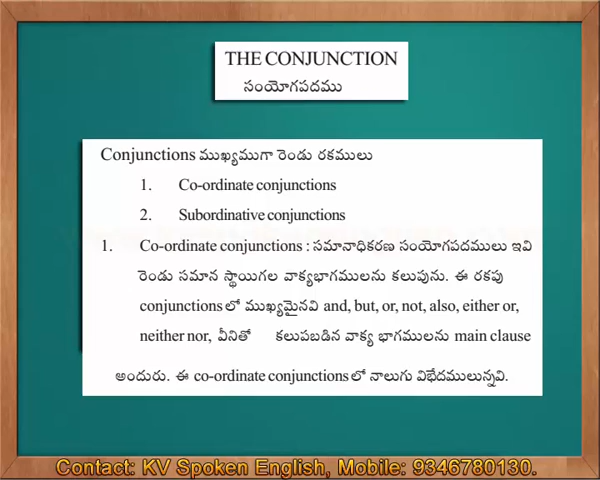 THE CONJUNCTION
సంయోగపదము
Conjunctions ముఖ్యముగా రెండు రకములు
1. Co-ordinate conjunctions
2. Subordinative conjunctions
1. Co-ordinate conjunctions : సమానాధికరణ సంయోగపదములు ఇవి
రెండు సమాన స్థాయిగల వాక్యభాగములను కలుపును. ఈ రకపు
conjunctions లో ముఖ్యమైనవి and, but, or, not, also, either or,
neither nor, వీనితో కలుపబడిన వాక్య భాగములను main clause
అందురు. ఈ co-ordinate conjunctions లో నాలుగు విభేదములున్నవి.
Contact: KV Spoken English, Mobile: 9346780130.